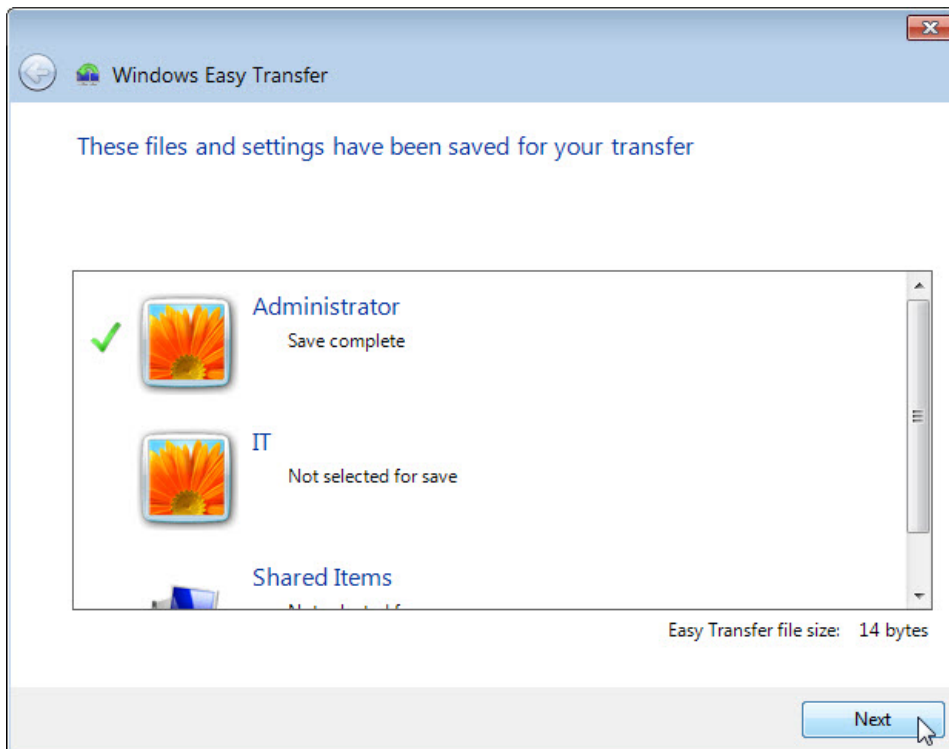 Windows Easy Transfer
These files and settings have been saved for your transfer
Administrator
Save complete
IT
Not selected for save
Shared Items
Easy Transfer file size: 14 bytes
Next